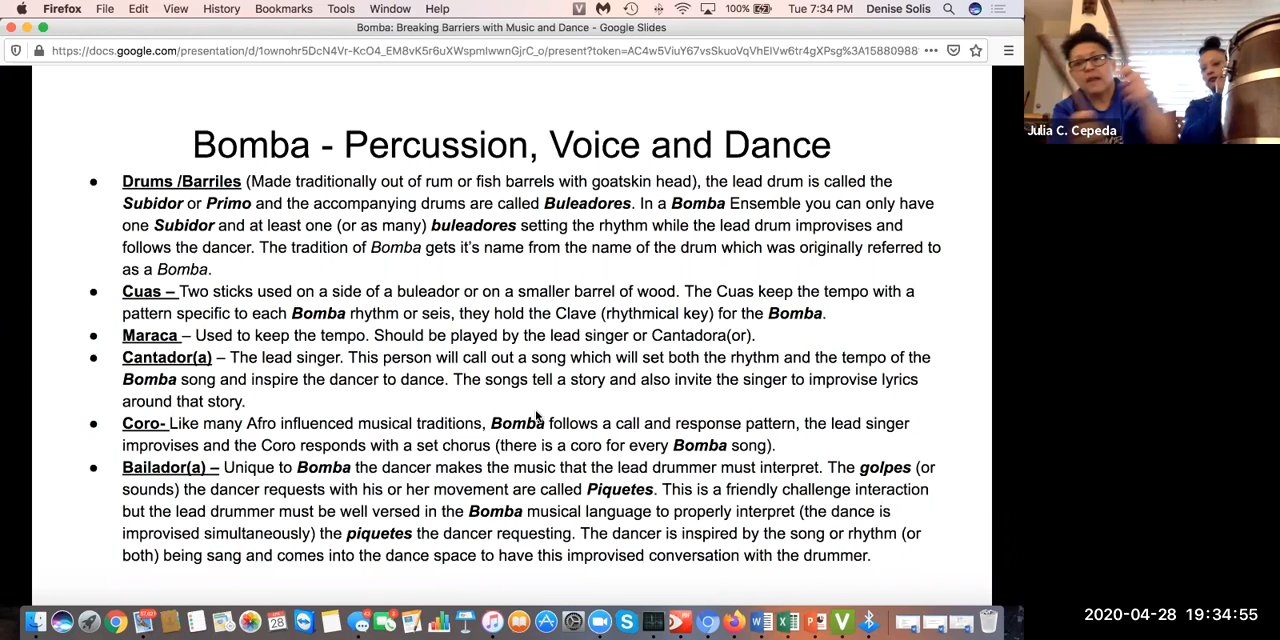 Firefox File Edit View History Bookmarks Tools Window Help 100% Tue 7:34 PM Denise Solis
Bomba: Breaking Barriers with Music and Dance - Google Slides
https://docs.google.com/presentation/d/1ownohr5DcN4Vr-KcO4_EM8vK5r6uXWspmlwwnGjrC_o/present?token=AC4w5ViuY67vsSkuoVqVhElV w6tr4gXPsg%3A15880988
Julia C. Cepeda
Bomba - Percussion, Voice and Dance
● Drums /Barriles (Made traditionally out of rum or fish barrels with goatskin head), the lead drum is called the
Subidor or Primo and the accompanying drums are called Buleadores. In a Bomba Ensemble you can only have
one Subidor and at least one (or as many) buleadores setting the rhythm while the lead drum improvises and
follows the dancer. The tradition of Bomba gets it's name from the name of the drum which was originally referred to
as a Bomba.
● Cuas – Two sticks used on a side of a buleador or on a smaller barrel of wood. The Cuas keep the tempo with a
pattern specific to each Bomba rhythm or seis, they hold the Clave (rhythmical key) for the Bomba.
● Maraca – Used to keep the tempo. Should be played by the lead singer or Cantadora(or).
● Cantador(a) – The lead singer. This person will call out a song which will set both the rhythm and the tempo of the
Bomba song and inspire the dancer to dance. The songs tell a story and also invite the singer to improvise lyrics
around that story.
● Coro- Like many Afro influenced musical traditions, Bomba follows a call and response pattern, the lead singer
improvises and the Coro responds with a set chorus (there is a coro for every Bomba song).
● Bailador(a) – Unique to Bomba the dancer makes the music that the lead drummer must interpret. The golpes (or
sounds) the dancer requests with his or her movement are called Piquetes. This is a friendly challenge interaction
but the lead drummer must be well versed in the Bomba musical language to properly interpret (the dance is
improvised simultaneously) the piquetes the dancer requesting. The dancer is inspired by the song or rhythm (or
both) being sang and comes into the dance space to have this improvised conversation with the drummer.
2020-04-28 19:34:55